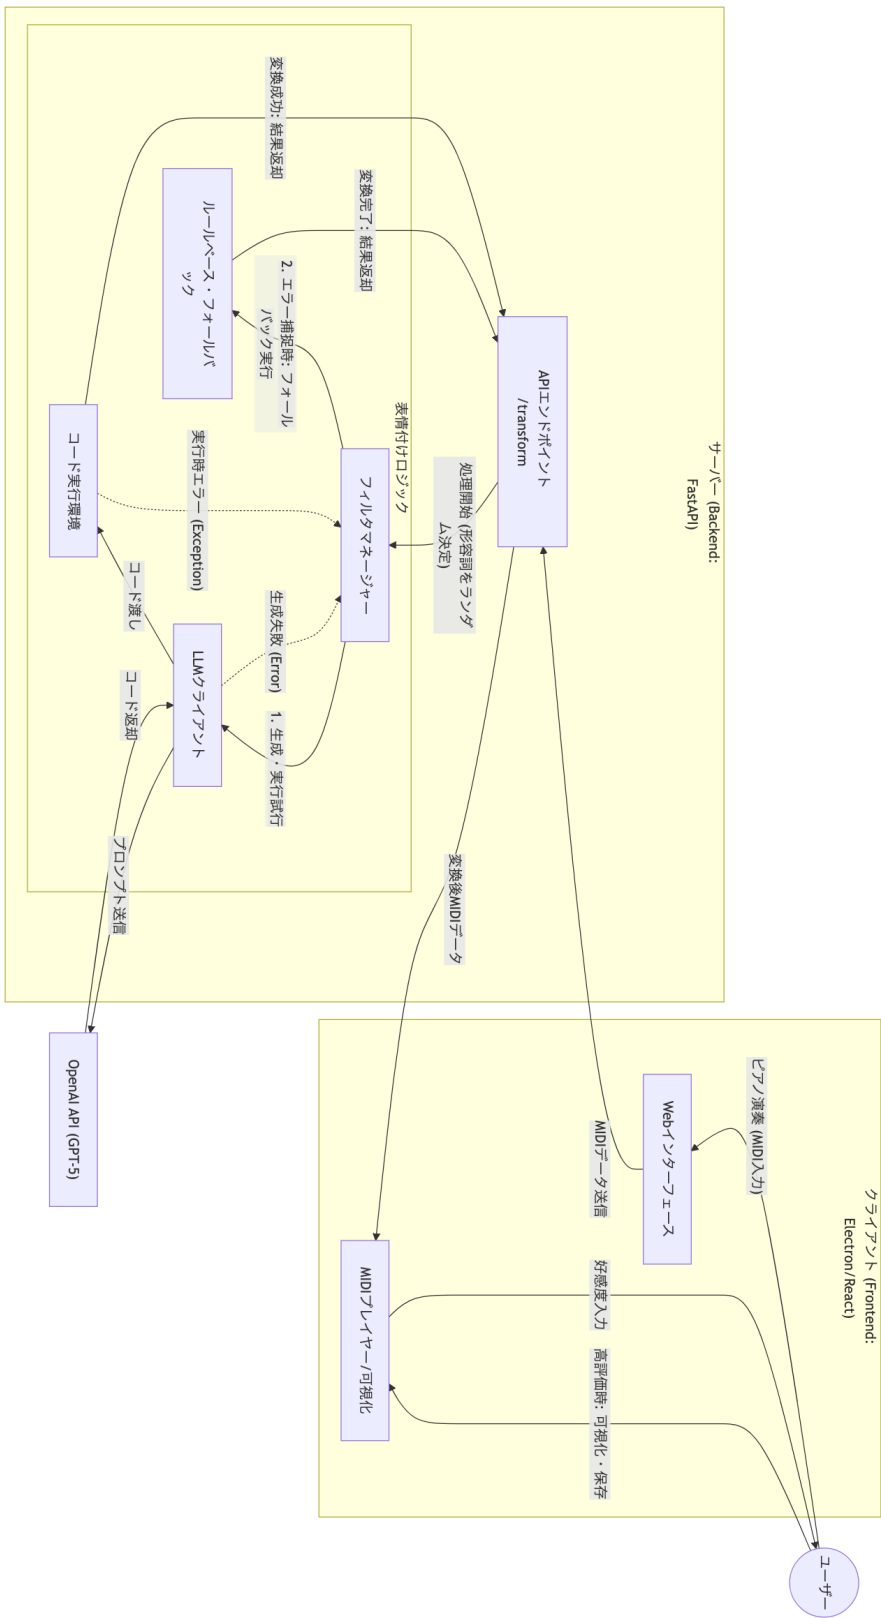 サーバー (Backend:
FastAPI)
APIエンドポイント
/transform
表情付けロジック
変換成功: 結果返却
変換完了: 結果返却
ルールベース・フォールバ
ック
2. エラー捕捉時: フォール
バック実行
処理開始 (形容詞をランダ
ム決定)
フィルタマネージャー
コード実行環境
実行時エラー (Exception)
生成失敗 (Error)
コード渡し
LLMクライアント
1. 生成・実行試行
コード返却
プロンプト送信
変換後MIDIデータ
OpenAI API (GPT-5)
クライアント (Frontend:
Electron/React)
ピアノ演奏 (MIDI入力)
Webインターフェース
MIDIデータ送信
好感度入力
高評価時: 可視化・保存
MIDIプレイヤー/可視化
ユーザー